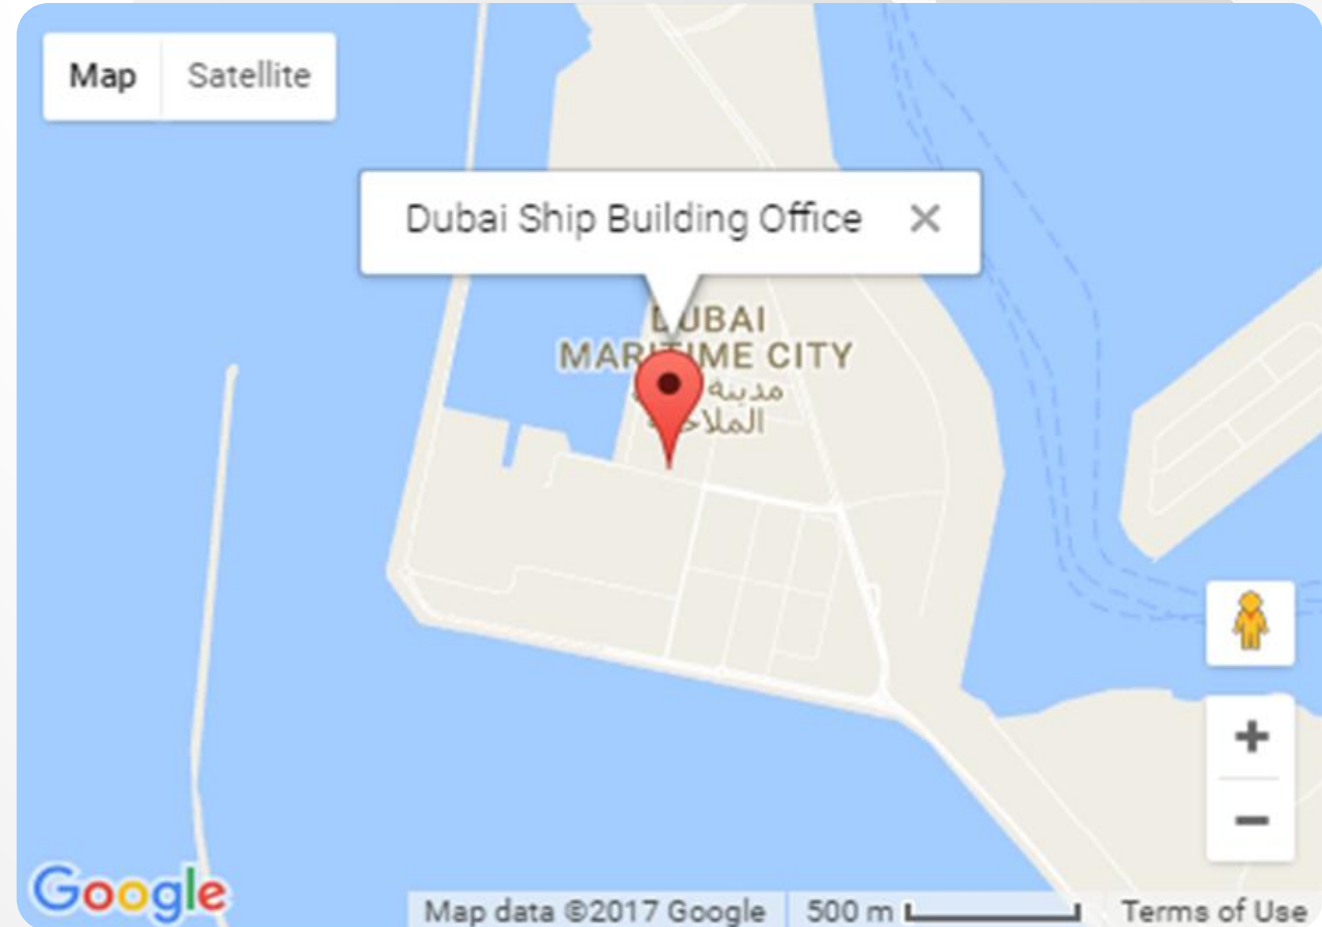 Map Satellite
Dubai Ship Building Office
DUBAI
MARITIME CITY
مدينة
الملاحية
Google
Map data ©2017 Google 500 m Terms of Use